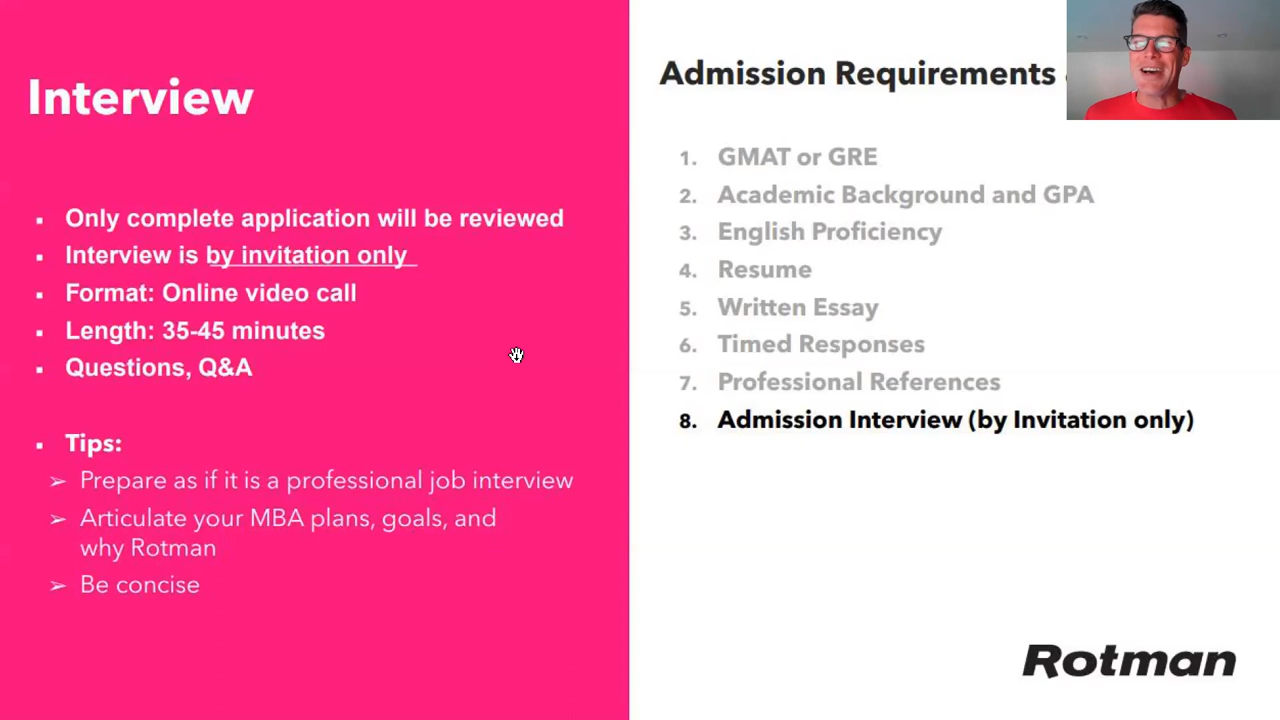 Interview
Only complete application will be reviewed
Interview is by invitation only
Format: Online video call
Length: 35-45 minutes
Questions, Q&A
Tips:
Prepare as if it is a professional job interview
Articulate your MBA plans, goals, and
why Rotman
Be concise
Admission Requirements
1. GMAT or GRE
2. Academic Background and GPA
3. English Proficiency
4. Resume
5. Written Essay
6. Timed Responses
7. Professional References
8. Admission Interview (by Invitation only)
Rotman